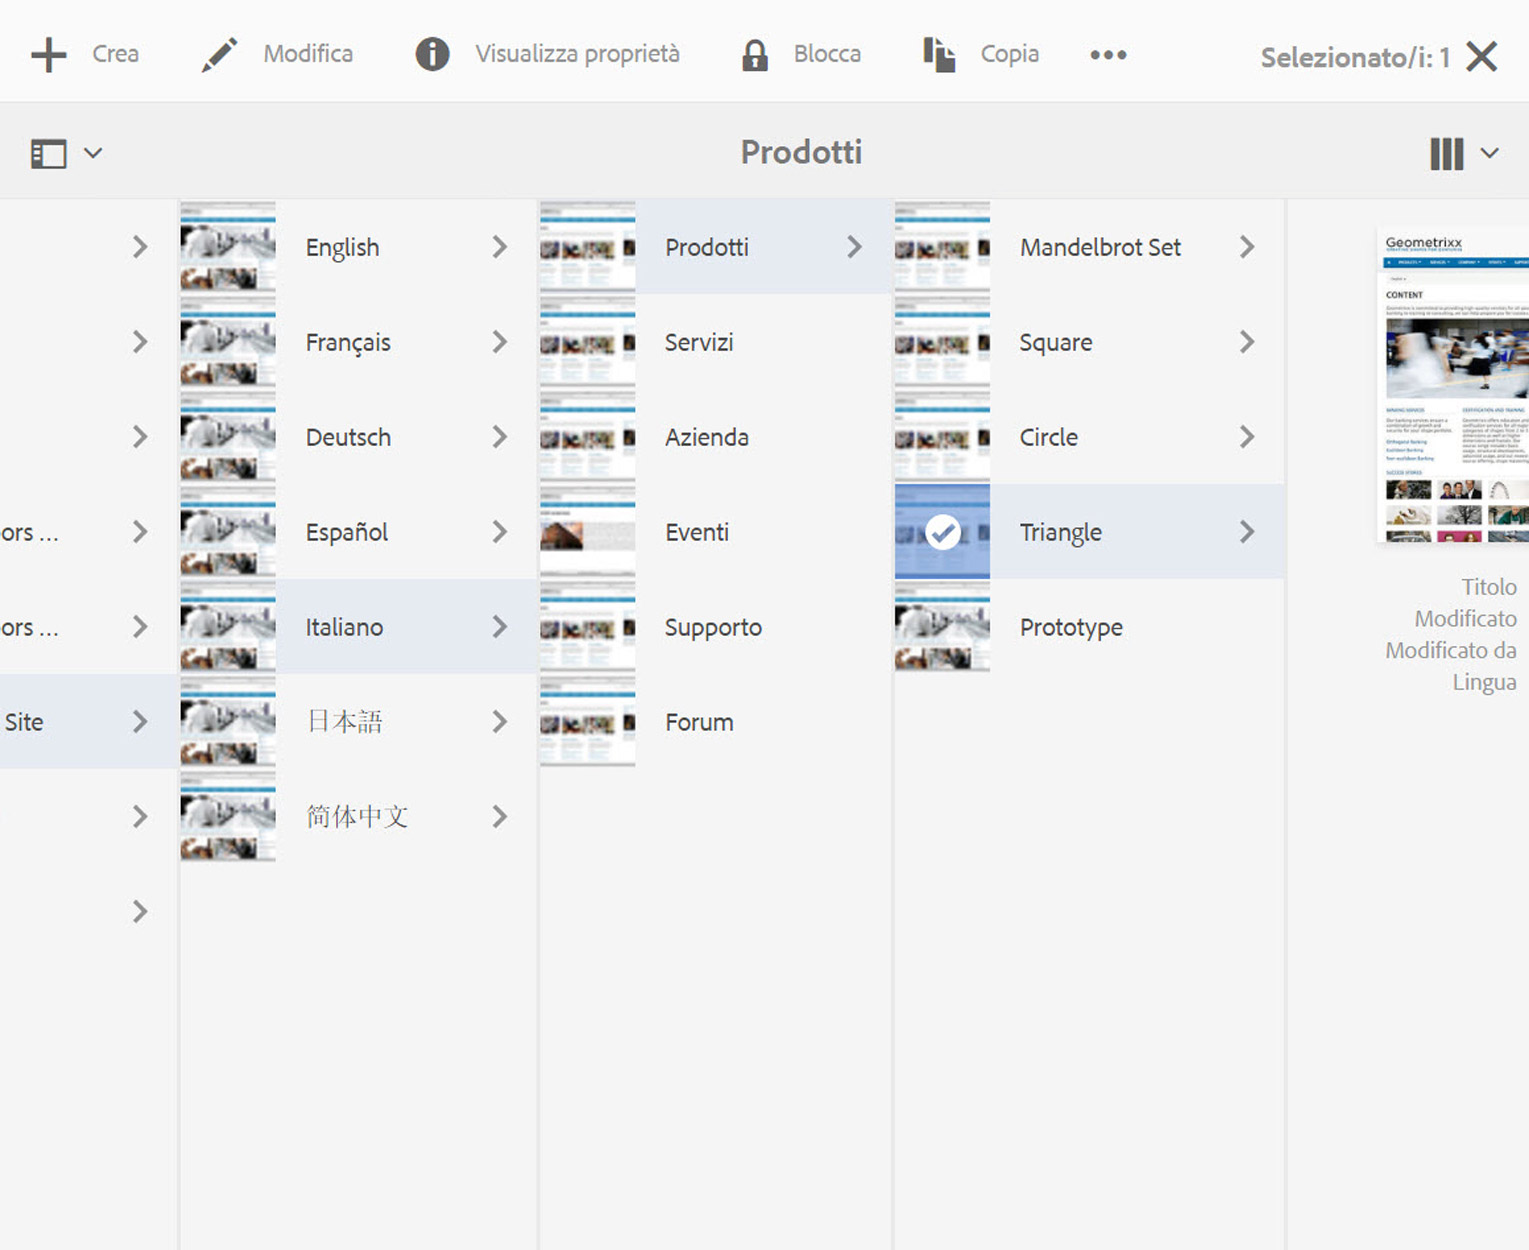 Crea Modifica Visualizza proprietà Blocca Copia Selezionato/i: 1
Prodotti
ors ...
ors ...
Site
English
Français
Deutsch
Español
Italiano
日本語
简体中文
Prodotti
Servizi
Azienda
Eventi
Supporto
Forum
Mandelbrot Set
Square
Circle
Triangle
Prototype
Geometrixx
CONTENT
Titolo
Modificato
Modificato da
Lingua